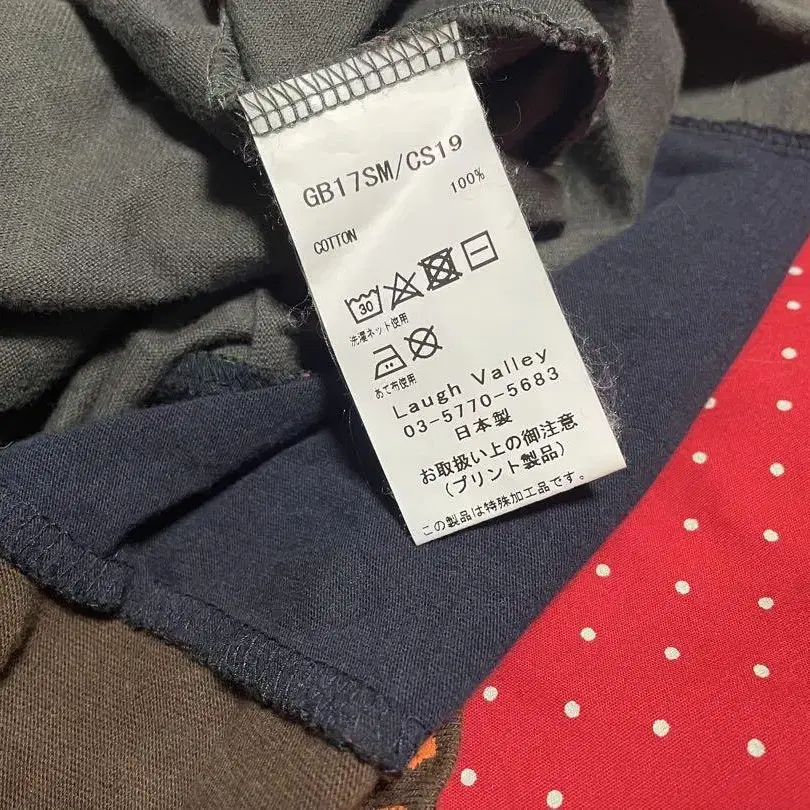 GB17SM/CS19
100%
COTTON
30
洗濯ネット使用
あて布使用
Laugh Valley
03-5770-5683
日本製
お取扱い上の御注意
(プリント製品)
この製品は特殊加工品です。